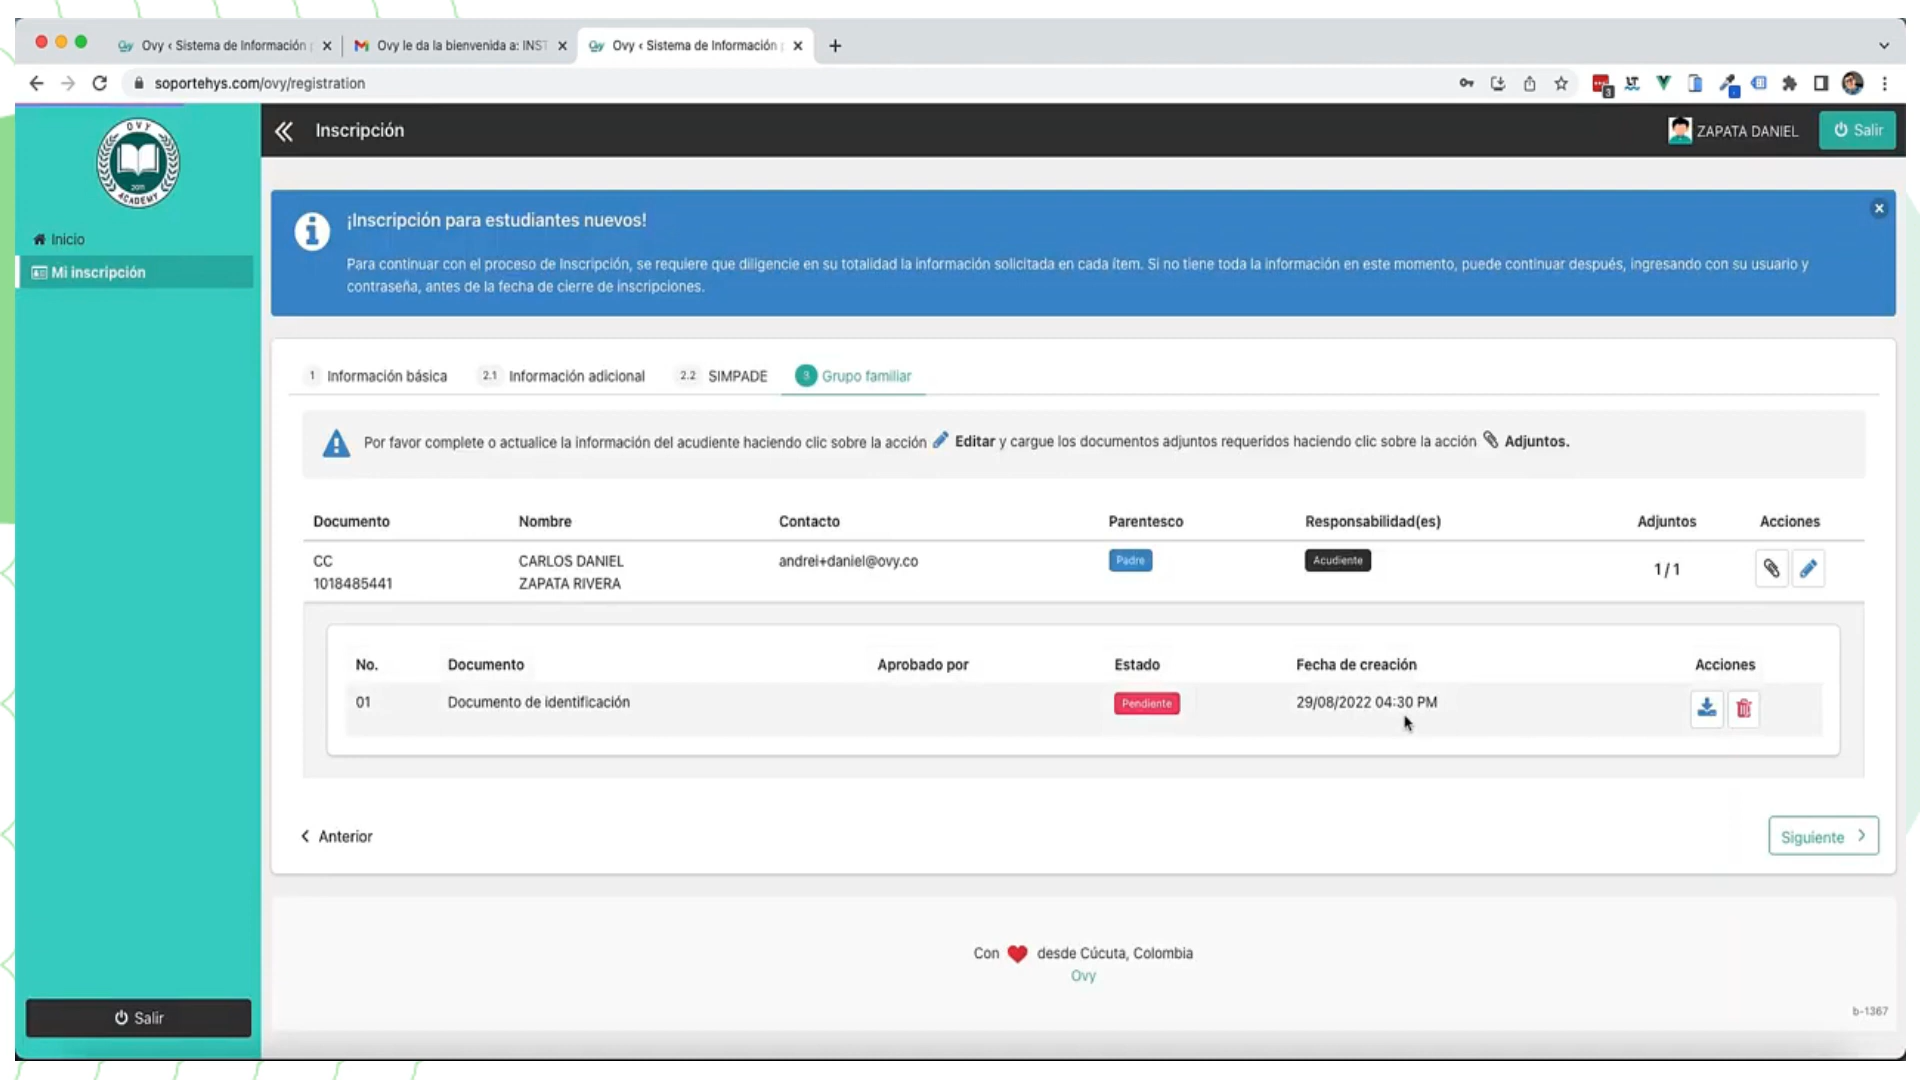 Ovy ‹ Sistema de Información
Ovy le da la bienvenida a: INST
Ovy ‹ Sistema de Información
soportehys.com/ovy/registration
OVY
2011
ACADEMY
Inicio
Mi inscripción
Salir
Inscripción
ZAPATA DANIEL
Salir
¡Inscripción para estudiantes nuevos!
Para continuar con el proceso de Inscripción, se requiere que diligencie en su totalidad la información solicitada en cada ítem. Si no tiene toda la información en este momento, puede continuar después, ingresando con su usuario y
contraseña, antes de la fecha de cierre de inscripciones.
1 Información básica 2.1 Información adicional 2.2 SIMPADE 3 Grupo familiar
Por favor complete o actualice la información del acudiente haciendo clic sobre la acción Editar y cargue los documentos adjuntos requeridos haciendo clic sobre la acción Adjuntos.
Documento Nombre Contacto Parentesco Responsabilidad(es) Adjuntos Acciones
CC CARLOS DANIEL andrei+daniel@ovy.co Padre Acudiente 1/1
1018485441 ZAPATA RIVERA
No. Documento Aprobado por Estado Fecha de creación Acciones
01 Documento de identificación Pendiente 29/08/2022 04:30 PM
Anterior
Siguiente
Con desde Cúcuta, Colombia
Ovy
b-1367